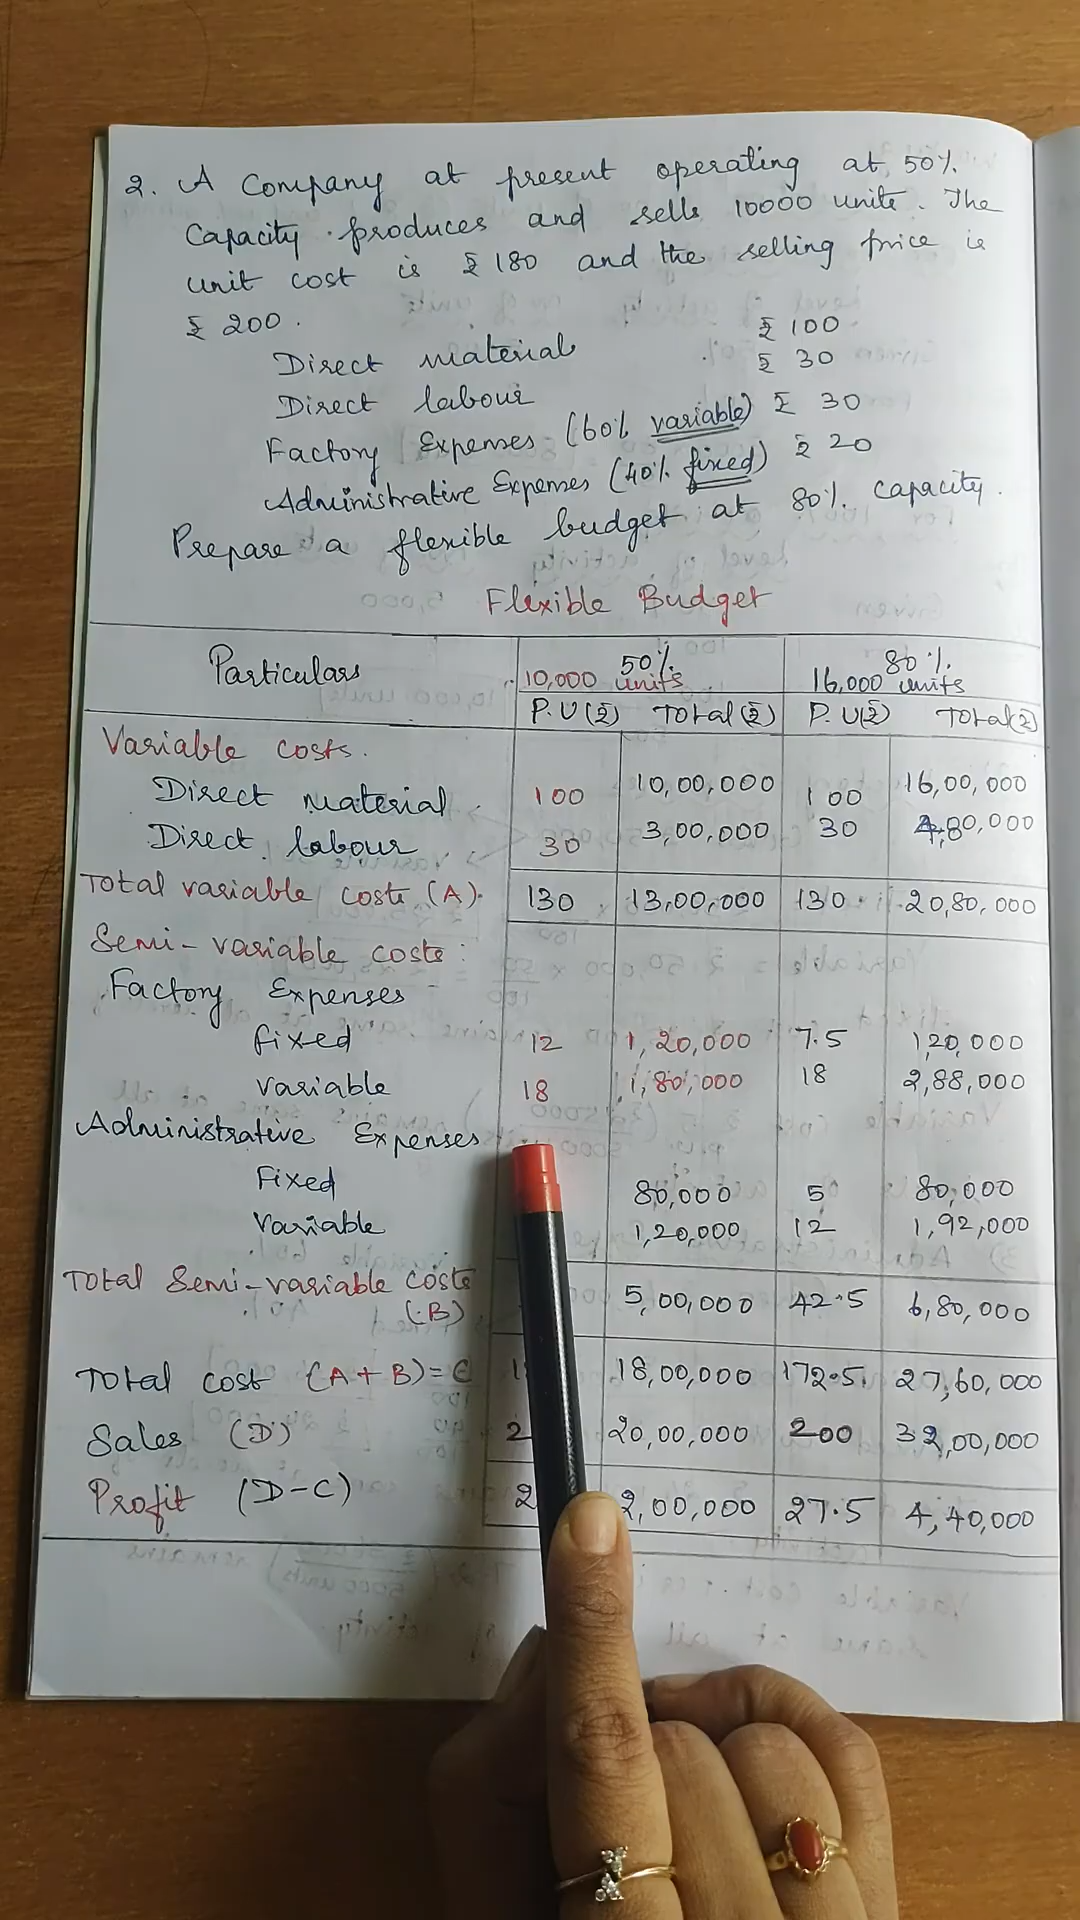 2. A Company at present operating at 50%
capacity produces and sells 10000 units. The
unit cost is ₹ 180 and the selling price is
₹ 200.
Direct material ₹ 100
Direct labour ₹ 30
Factory Expenses (60% variable) ₹ 30
Administrative Expenses (40% fixed) ₹ 20
Prepare a flexible budget at 80% capacity.
Flexible Budget
Particulars 50% 80%
10,000 units 16,000 units
P.U(₹) Total(₹) P.U(₹) Total(₹)
Variable costs.
Direct material 100 10,00,000 100 16,00,000
Direct labour 30 3,00,000 30 4,80,000
Total variable costs (A). 130 13,00,000 130 20,80,000
Semi-variable costs:
Factory Expenses
fixed 12 1,20,000 7.5 1,20,000
variable 18 1,80,000 18 2,88,000
Administrative Expenses
Fixed 80,000 5 80,000
Variable 1,20,000 12 1,92,000
Total Semi-variable costs
(B) 5,00,000 42.5 6,80,000
Total cost (A+B)=C 18,00,000 172.5 27,60,000
Sales (D) 20,00,000 200 32,00,000
Profit (D-C) 2,00,000 27.5 4,40,000